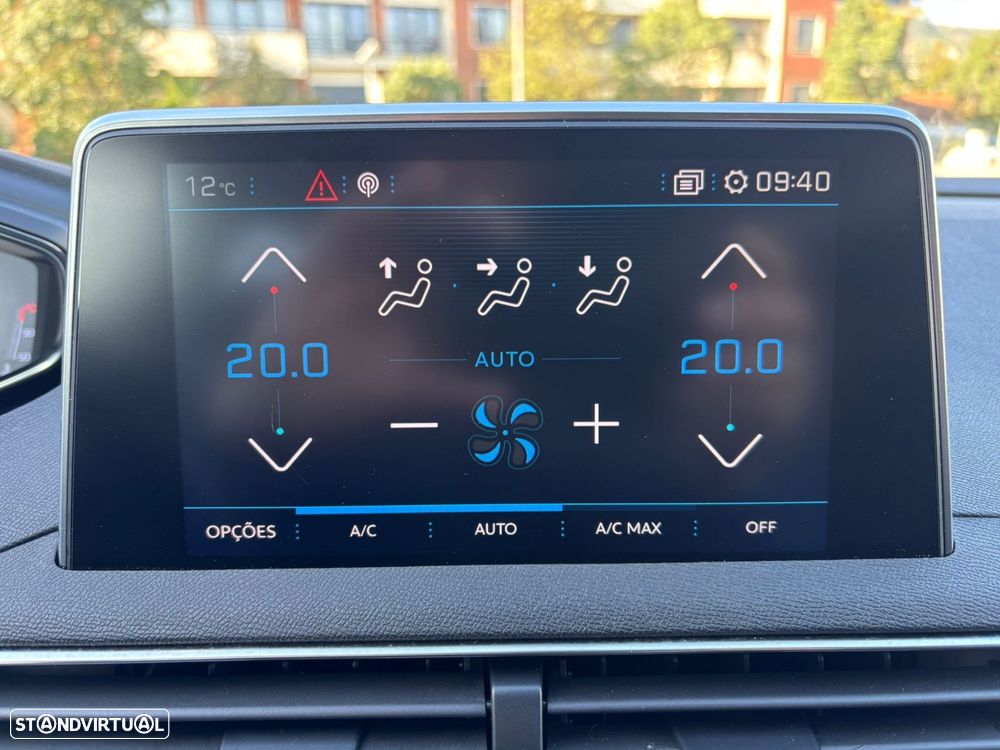 12°C 09:40
20.0 AUTO 20.0
OPÇÕES A/C AUTO A/C MAX OFF
STANDVIRTUAL